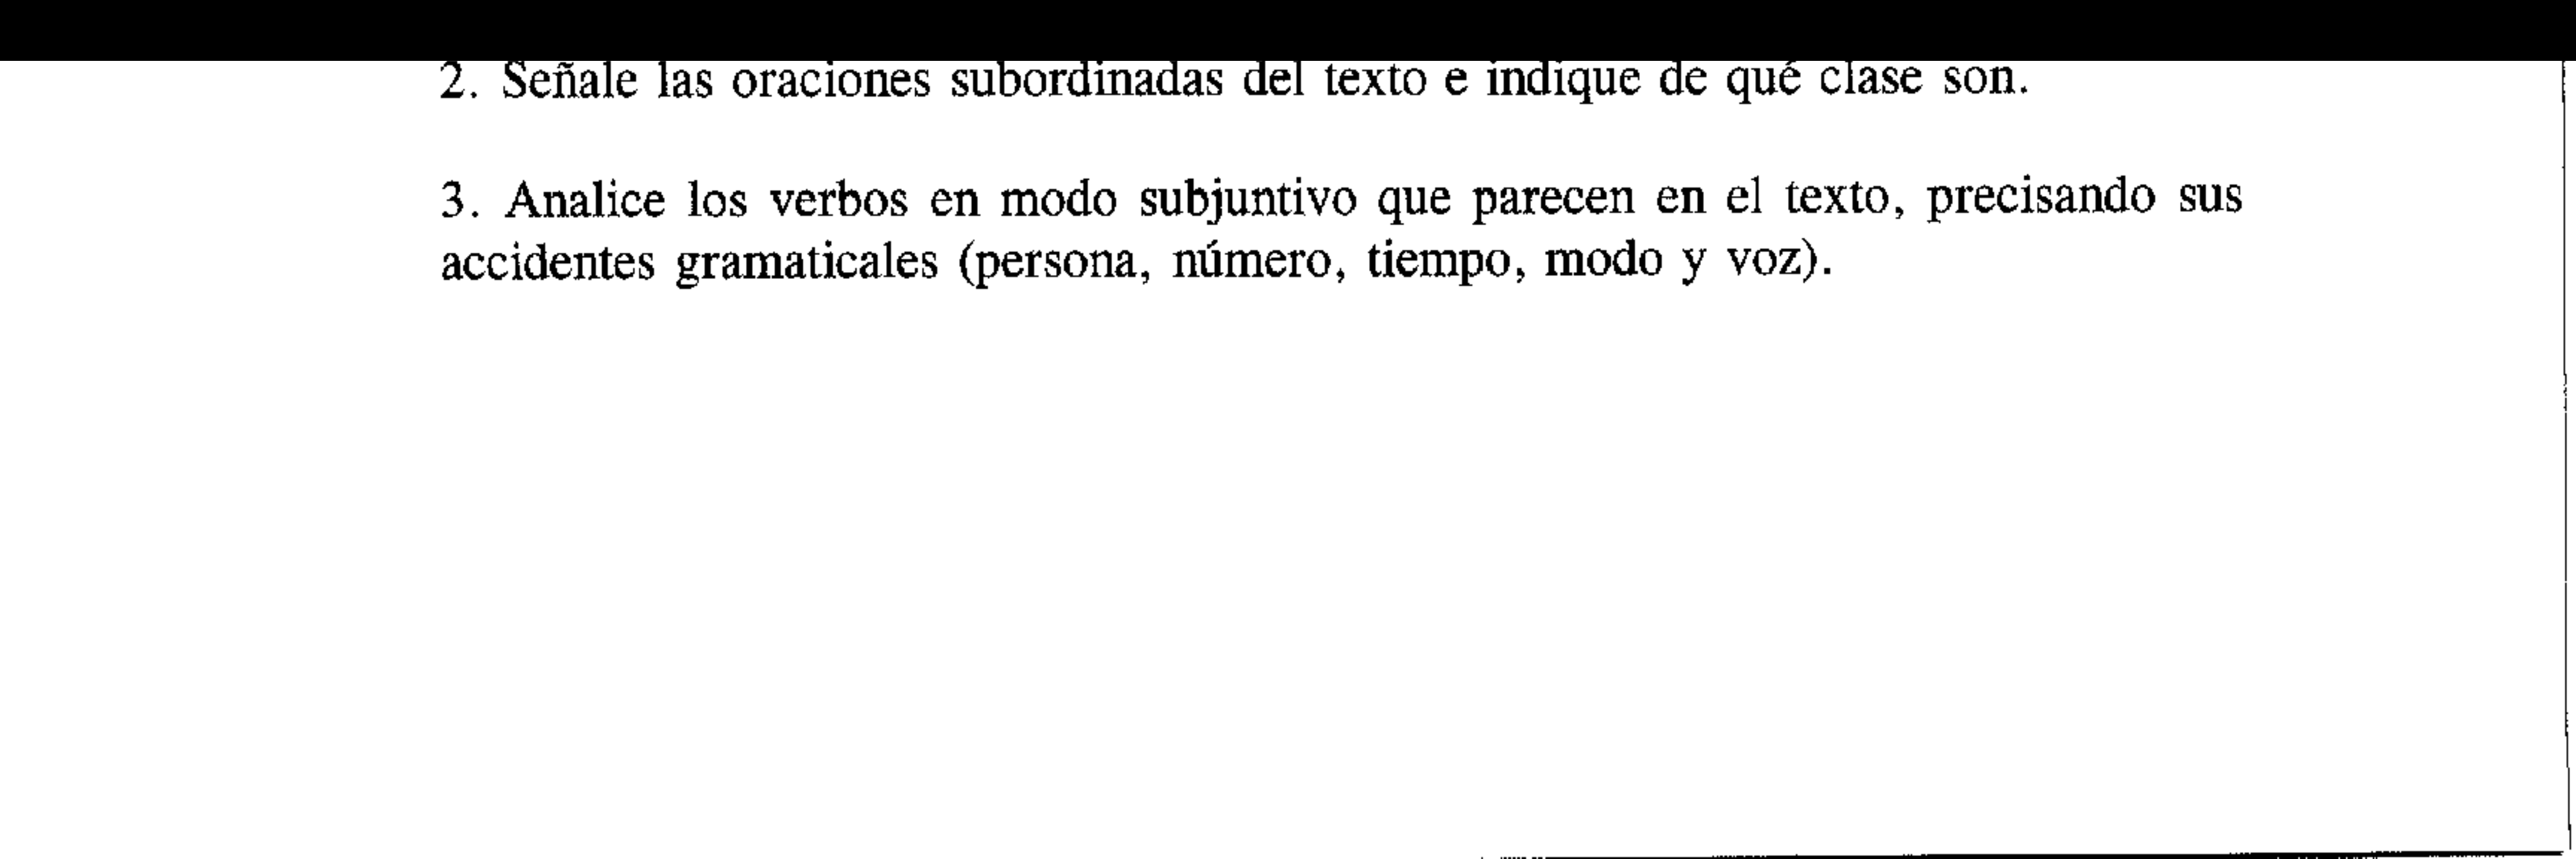 2. Señale las oraciones subordinadas del texto e indique de qué clase son.
3. Analice los verbos en modo subjuntivo que parecen en el texto, precisando sus
accidentes gramaticales (persona, número, tiempo, modo y voz).